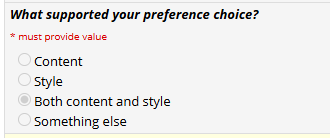 What supported your preference choice?
* must provide value
Content
Style
Both content and style
Something else